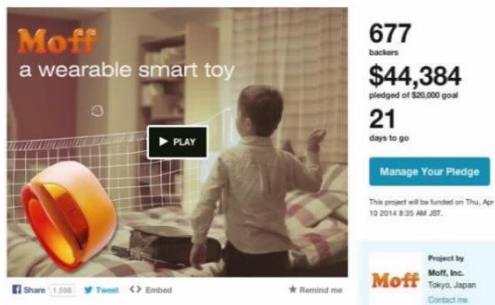 Moff
a wearable smart toy
PLAY
Share 1,598 Tweet Embed
Remind me
677
backers
$44,384
pledged of $20,000 goal
21
days to go
Manage Your Pledge
This project will be funded on Thu, Apr
10 2014 8:35 AM JST.
Project by
Moff Moff, Inc.
Tokyo, Japan
Contact me